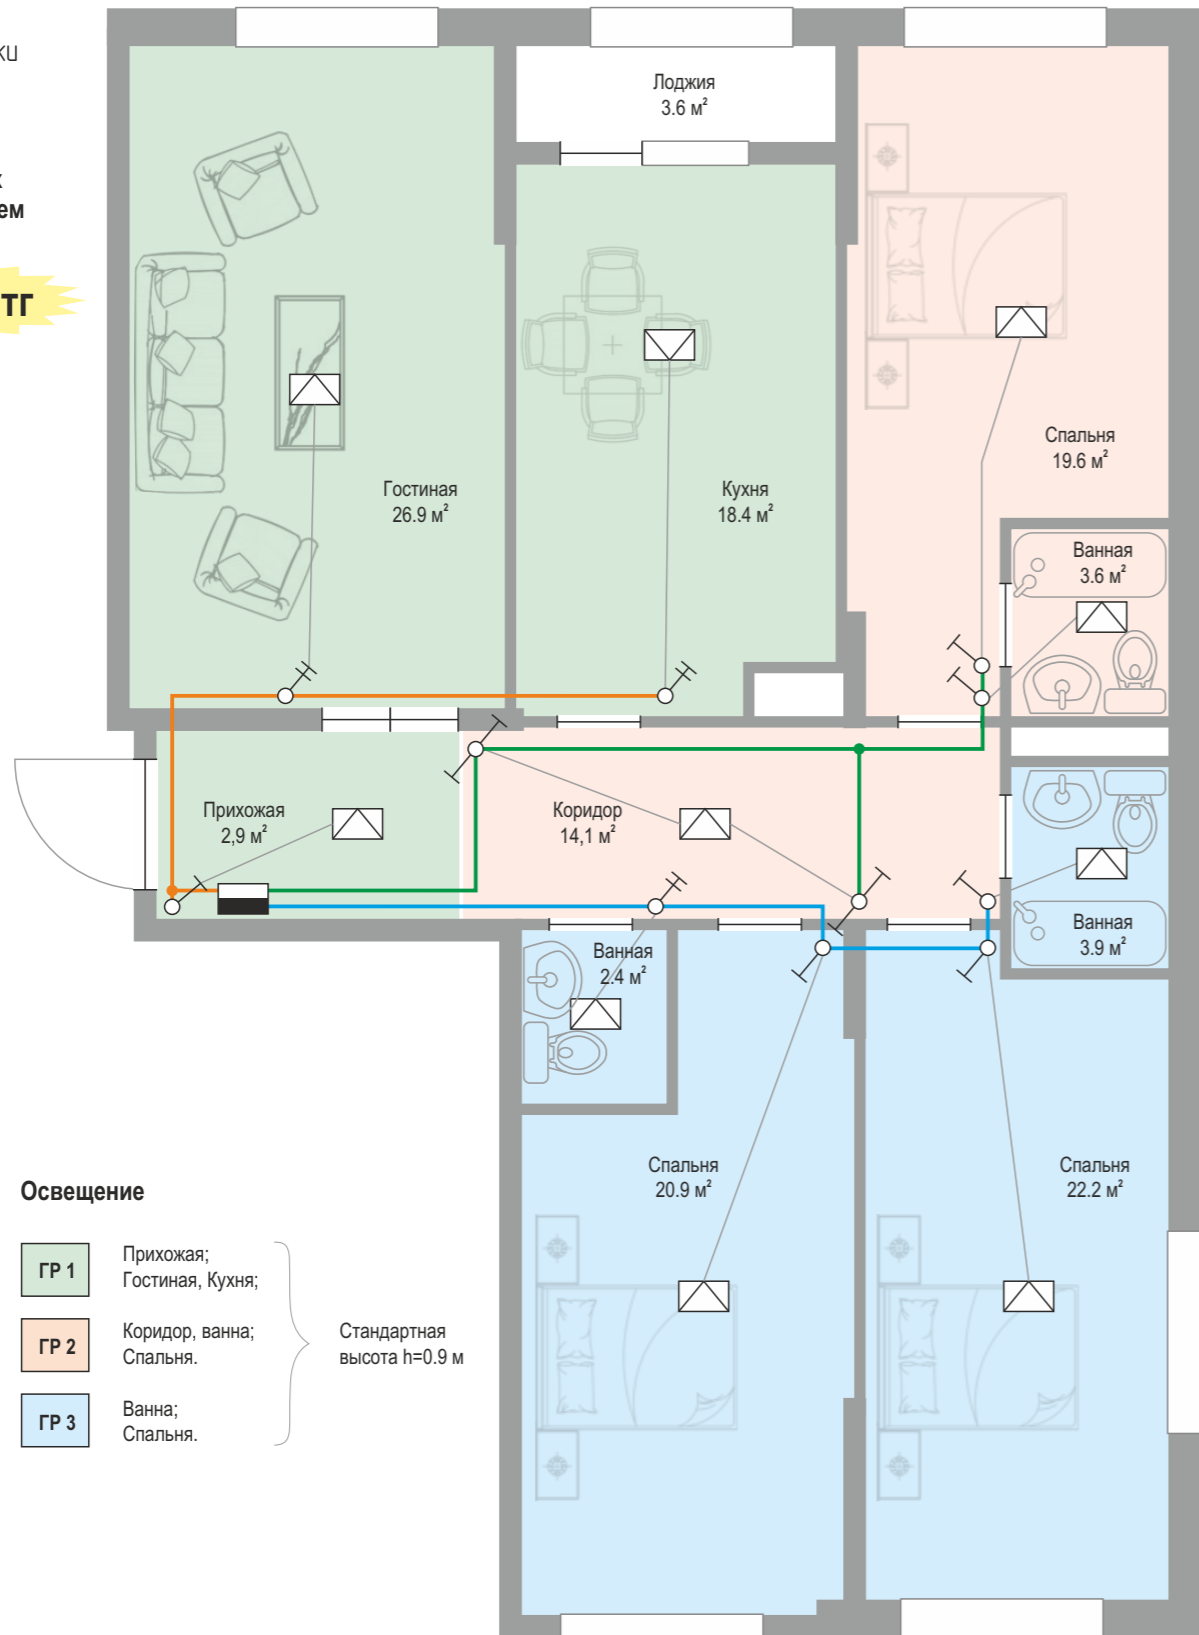 ки
ем
тг
Лоджия
3.6 м²
Спальня
19.6 м²
Гостиная
26.9 м²
Кухня
18.4 м²
Ванная
3.6 м²
Прихожая
2,9 м²
Коридор
14,1 м²
Ванная
2.4 м²
Ванная
3.9 м²
Спальня
20.9 м²
Спальня
22.2 м²
Освещение
ГР 1
Прихожая;
Гостиная, Кухня;
ГР 2
Коридор, ванна;
Спальня.
Стандартная
высота h=0.9 м
ГР 3
Ванна;
Спальня.